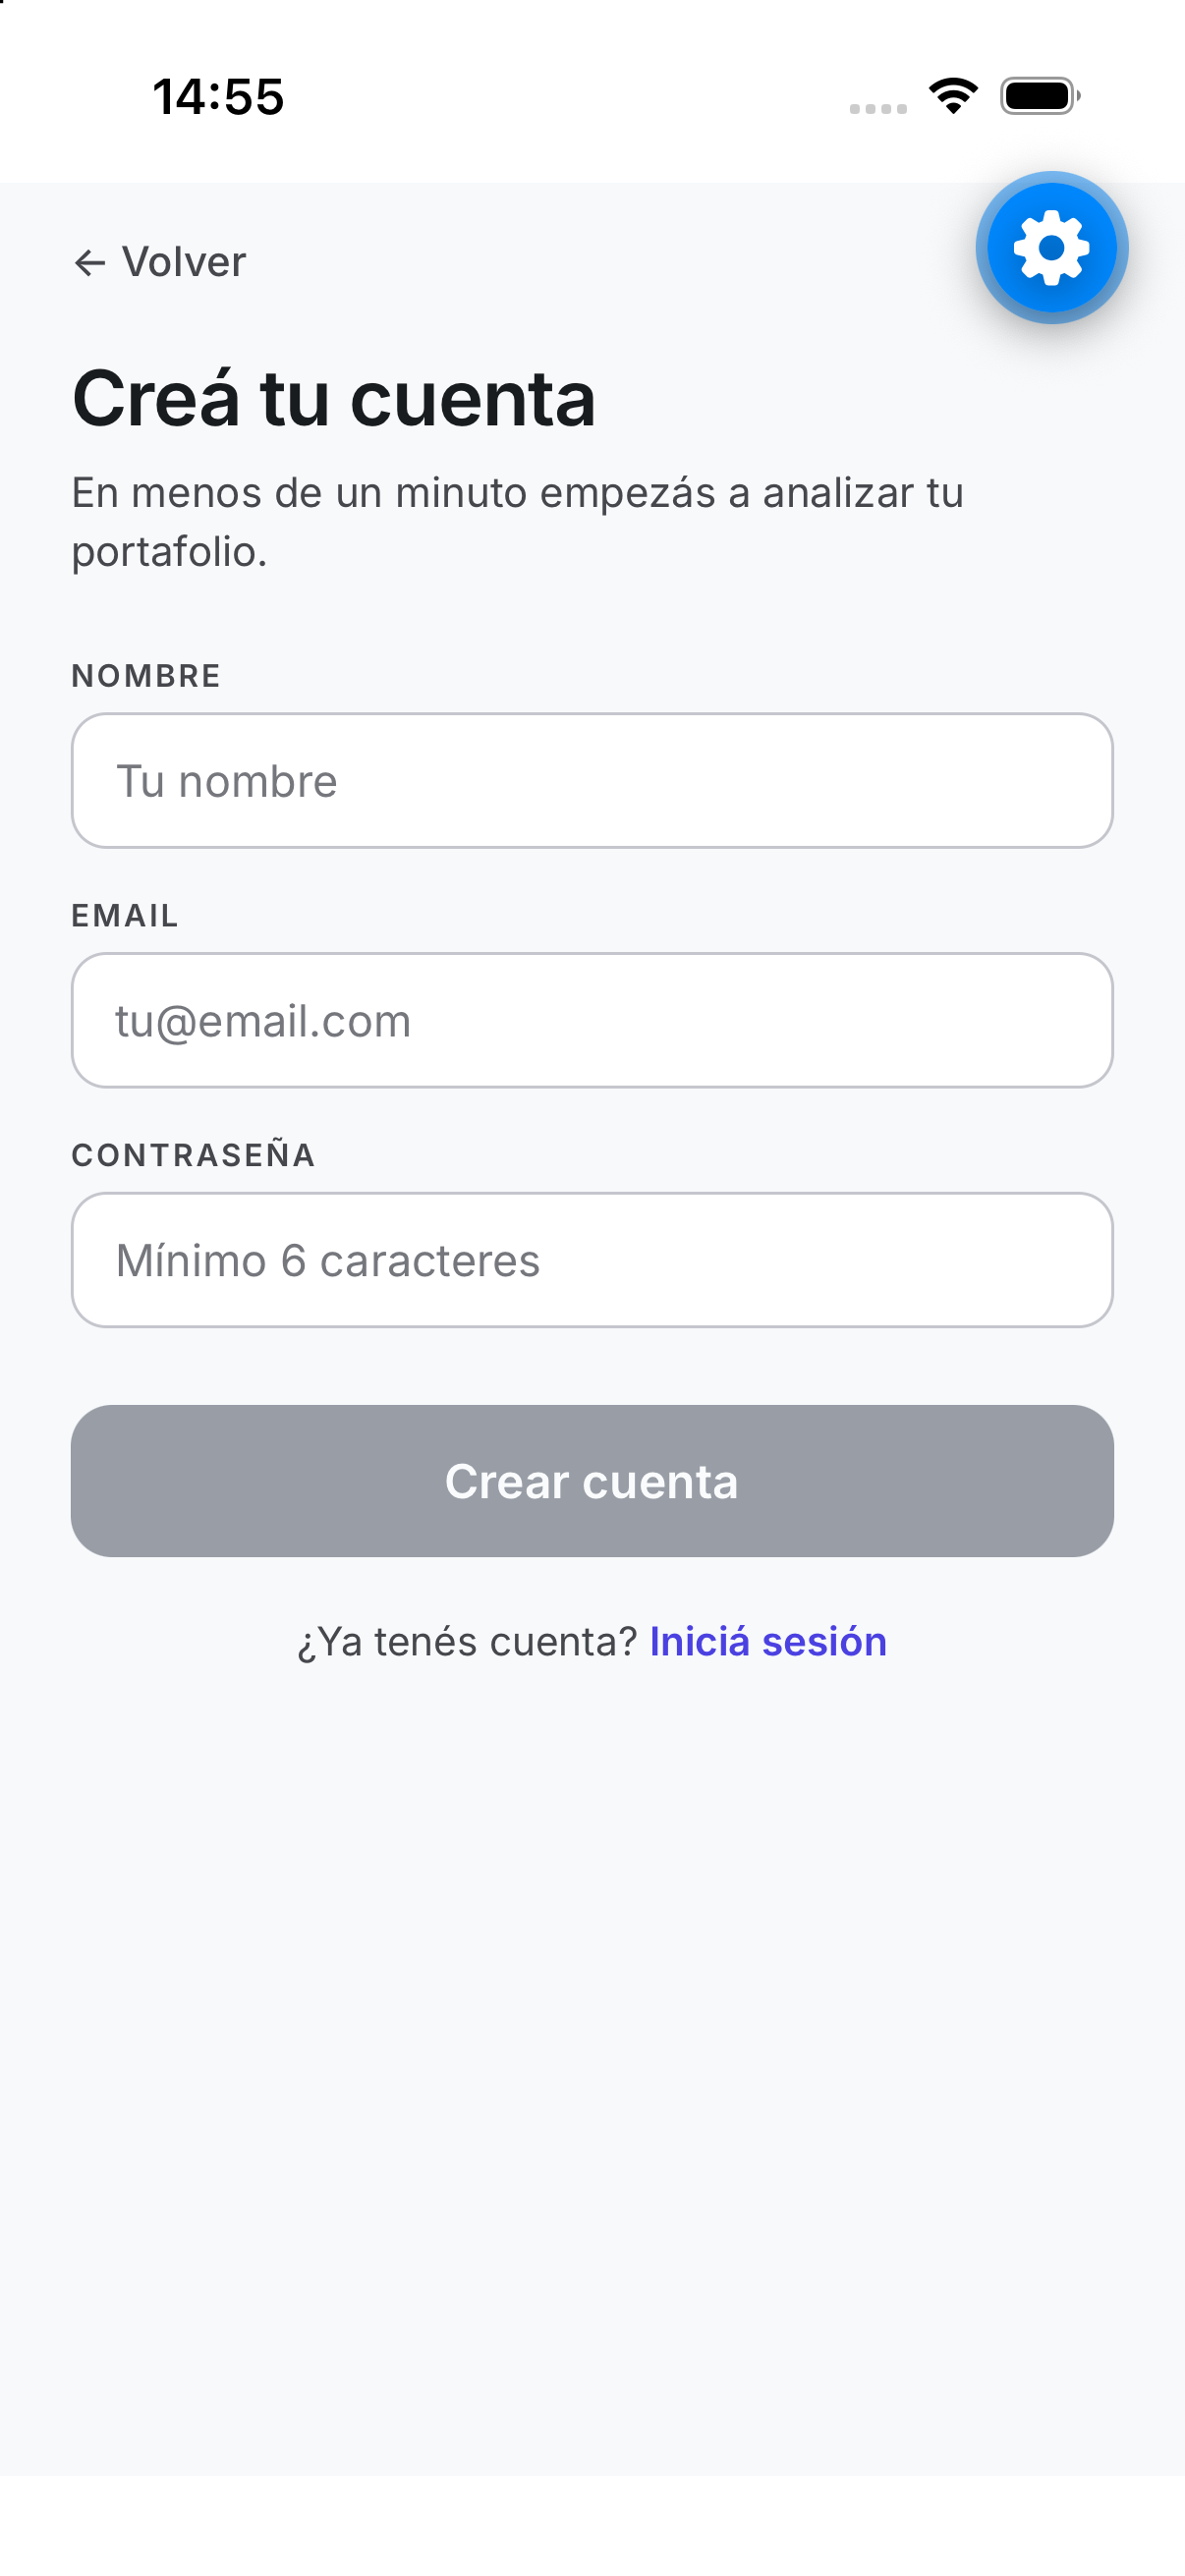 14:55
← Volver
Creá tu cuenta
En menos de un minuto empezás a analizar tu
portafolio.
NOMBRE
Tu nombre
EMAIL
tu@email.com
CONTRASEÑA
Mínimo 6 caracteres
Crear cuenta
¿Ya tenés cuenta? Iniciá sesión